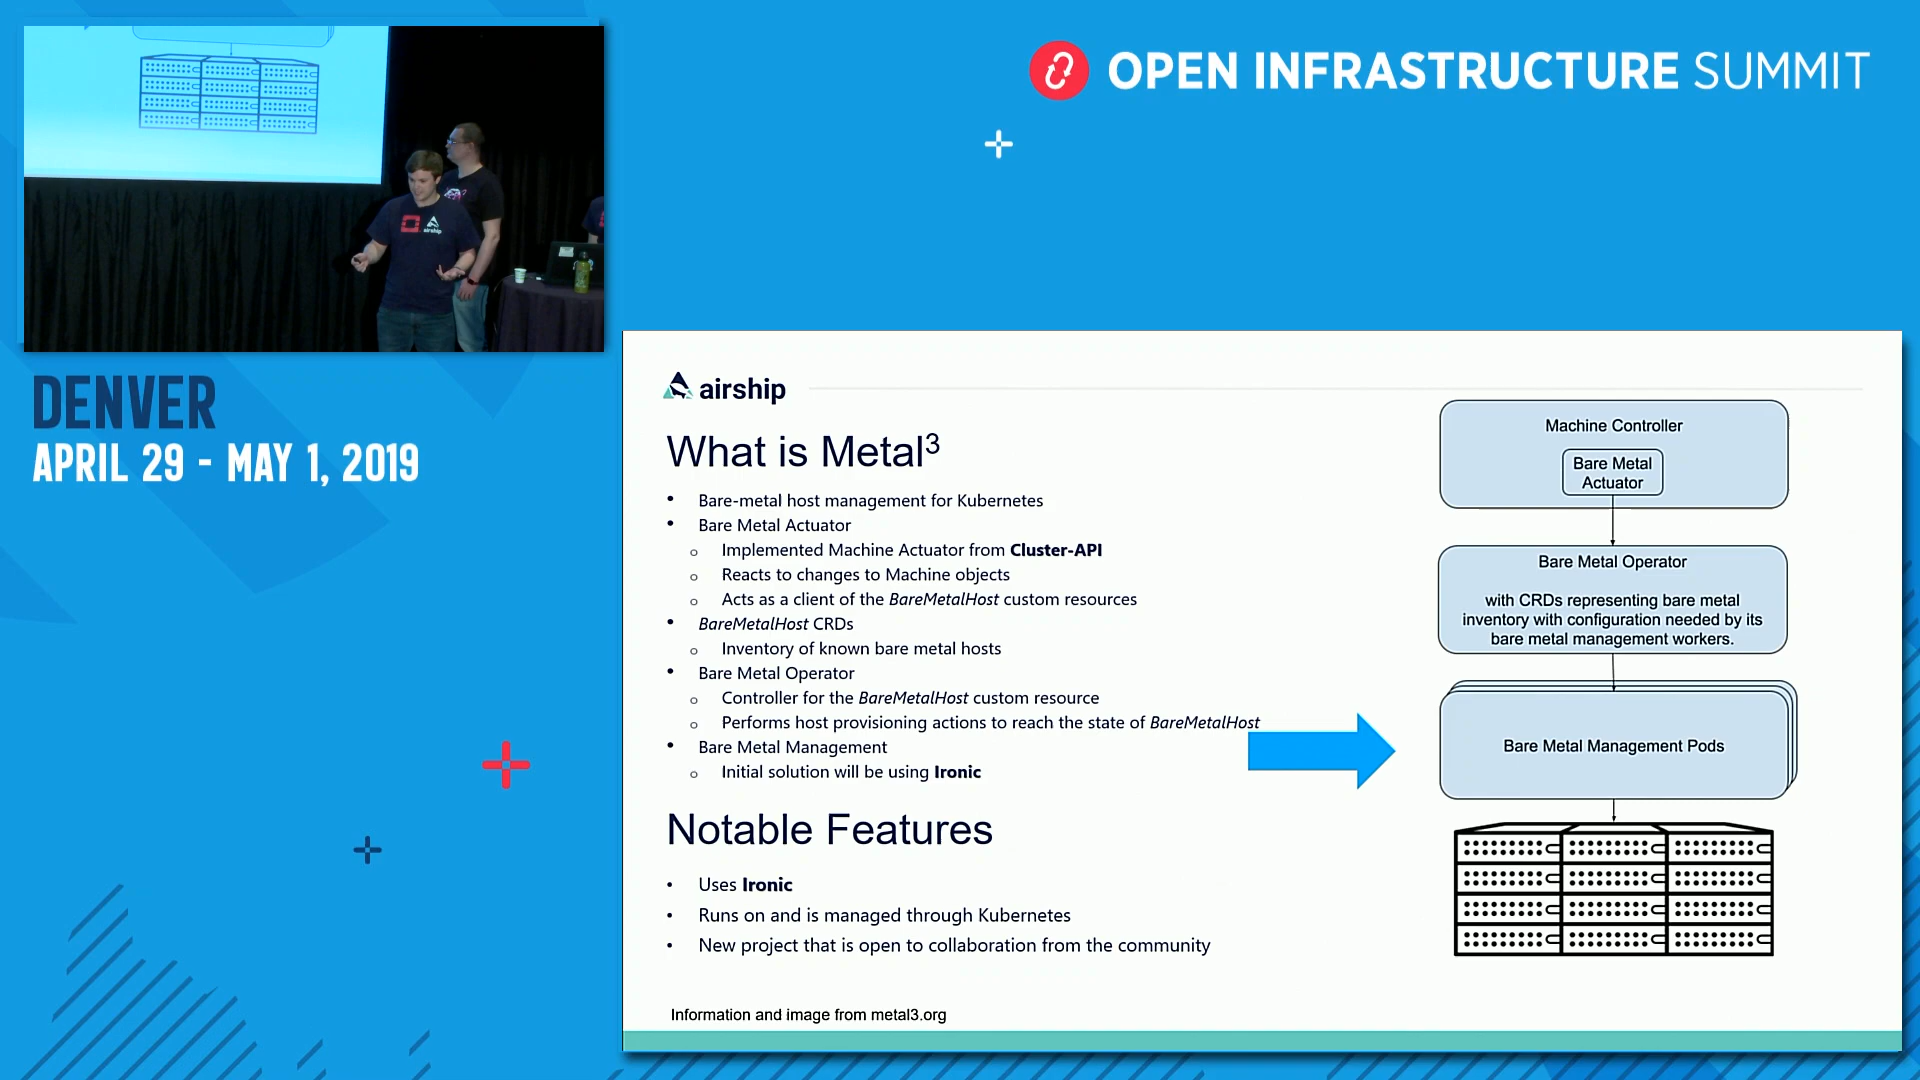 OPEN INFRASTRUCTURE SUMMIT
airship
DENVER
APRIL 29 - MAY 1, 2019
airship
What is Metal³
• Bare-metal host management for Kubernetes
• Bare Metal Actuator
o Implemented Machine Actuator from Cluster-API
o Reacts to changes to Machine objects
o Acts as a client of the BareMetalHost custom resources
• BareMetalHost CRDs
o Inventory of known bare metal hosts
• Bare Metal Operator
o Controller for the BareMetalHost custom resource
o Performs host provisioning actions to reach the state of BareMetalHost
• Bare Metal Management
o Initial solution will be using Ironic
Notable Features
• Uses Ironic
• Runs on and is managed through Kubernetes
• New project that is open to collaboration from the community
Information and image from metal3.org
Machine Controller
Bare Metal
Actuator
Bare Metal Operator
with CRDs representing bare metal
inventory with configuration needed by its
bare metal management workers.
Bare Metal Management Pods